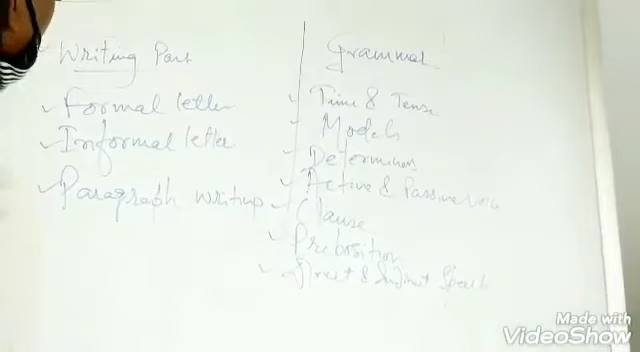 Writing Part
Formal letter
Informal letter
Paragraph writing
Grammar
Time & Tense
Models
Determiners
Active & Passive Voice
Clause
Preposition
Direct & Indirect Speech
Made with
VideoShow